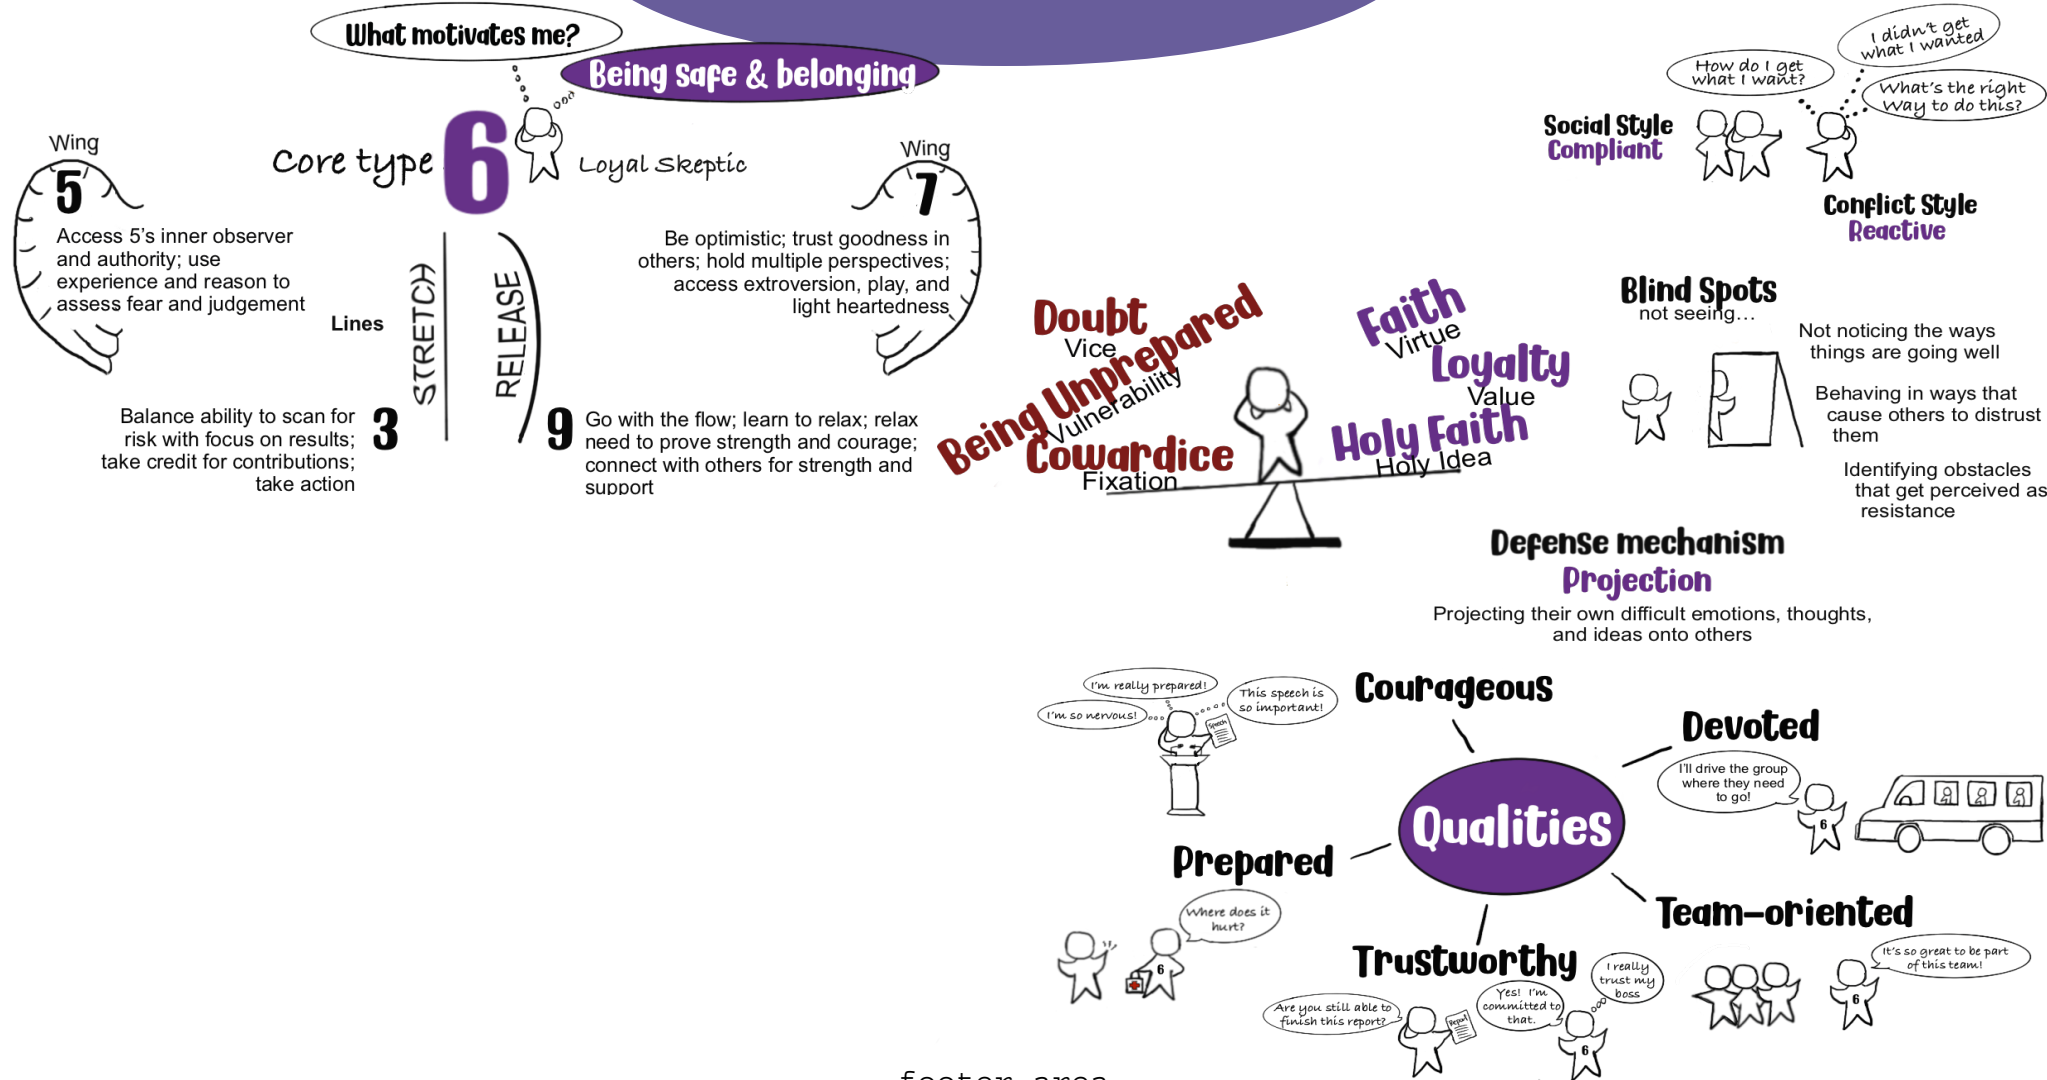 What motivates me?
Being safe & belonging
Core type 6
Loyal Skeptic
Wing
5
Access 5's inner observer
and authority; use
experience and reason to
assess fear and judgement
Wing
7
Be optimistic; trust goodness in
others; hold multiple perspectives;
access extroversion, play, and
light heartedness
Lines
STRETCH
RELEASE
3
Balance ability to scan for
risk with focus on results;
take credit for contributions;
take action
9
Go with the flow; learn to relax; relax
need to prove strength and courage;
connect with others for strength and
support
Doubt
Vice
Being Unprepared
Vulnerability
Cowardice
Fixation
Faith
Virtue
Loyalty
Value
Holy Faith
Holy Idea
Social Style
Compliant
How do I get
what I want?
I didn't get
what I wanted
What's the right
Way to do this?
Conflict Style
Reactive
Blind Spots
not seeing...
Not noticing the ways
things are going well
Behaving in ways that
cause others to distrust
them
Identifying obstacles
that get perceived as
resistance
Defense mechanism
Projection
Projecting their own difficult emotions, thoughts,
and ideas onto others
Qualities
Courageous
I'm really prepared!
I'm so nervous!
This speech is
so important!
Speech
Devoted
I'll drive the group
where they need
to go!
6
Prepared
Where does it
hurt?
6
Team-oriented
It's so great to be part
of this team!
6
Trustworthy
Are you still able to
finish this report?
Report
Yes! I'm
committed to
that.
I really
trust my
boss
6
footer area